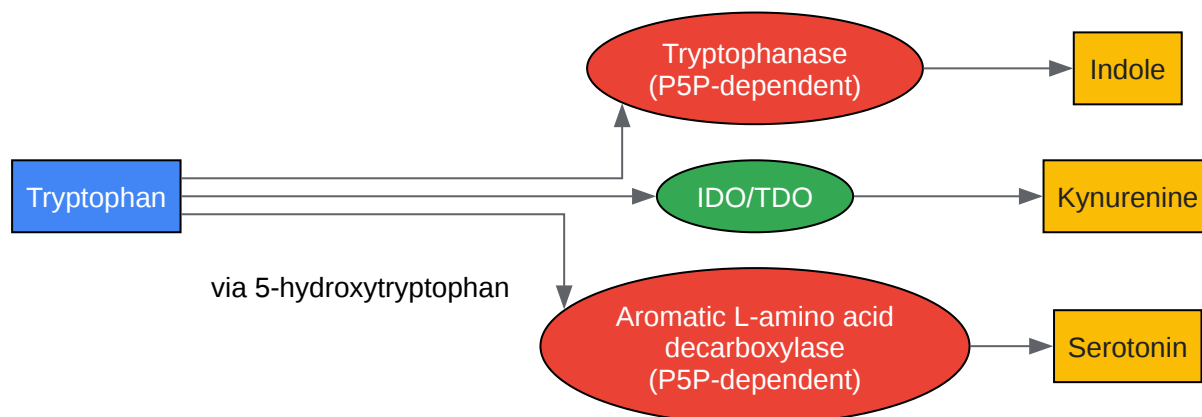 Tryptophanase
(P5P-dependent)
Indole
Tryptophan
IDO/TDO
Kynurenine
via 5-hydroxytryptophan
Aromatic L-amino acid
decarboxylase
(P5P-dependent)
Serotonin